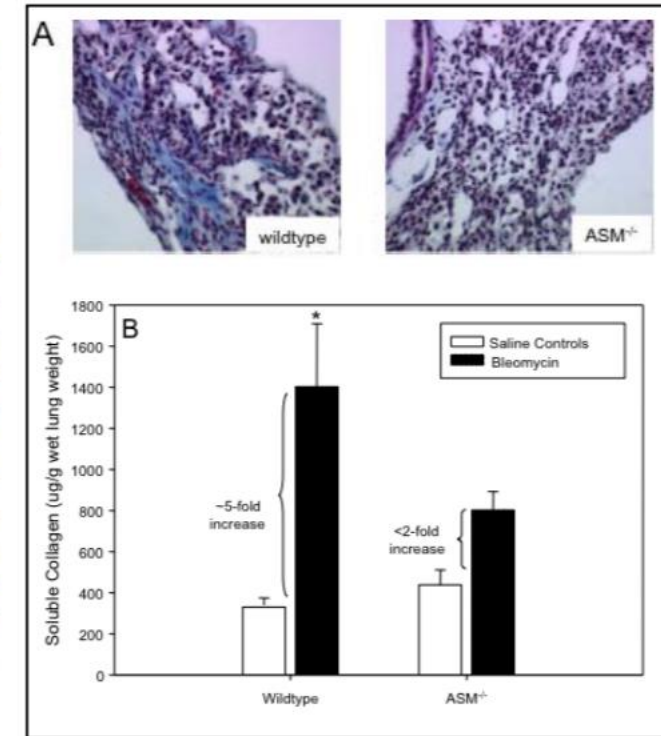 A
wildtype
ASM-/-
B
Saline Controls
Bleomycin
Soluble Collagen (ug/g wet lung weight)
1800
1600
1400
1200
1000
800
600
400
200
0
*
~5-fold
increase
<2-fold
increase
Wildtype
ASM-/-